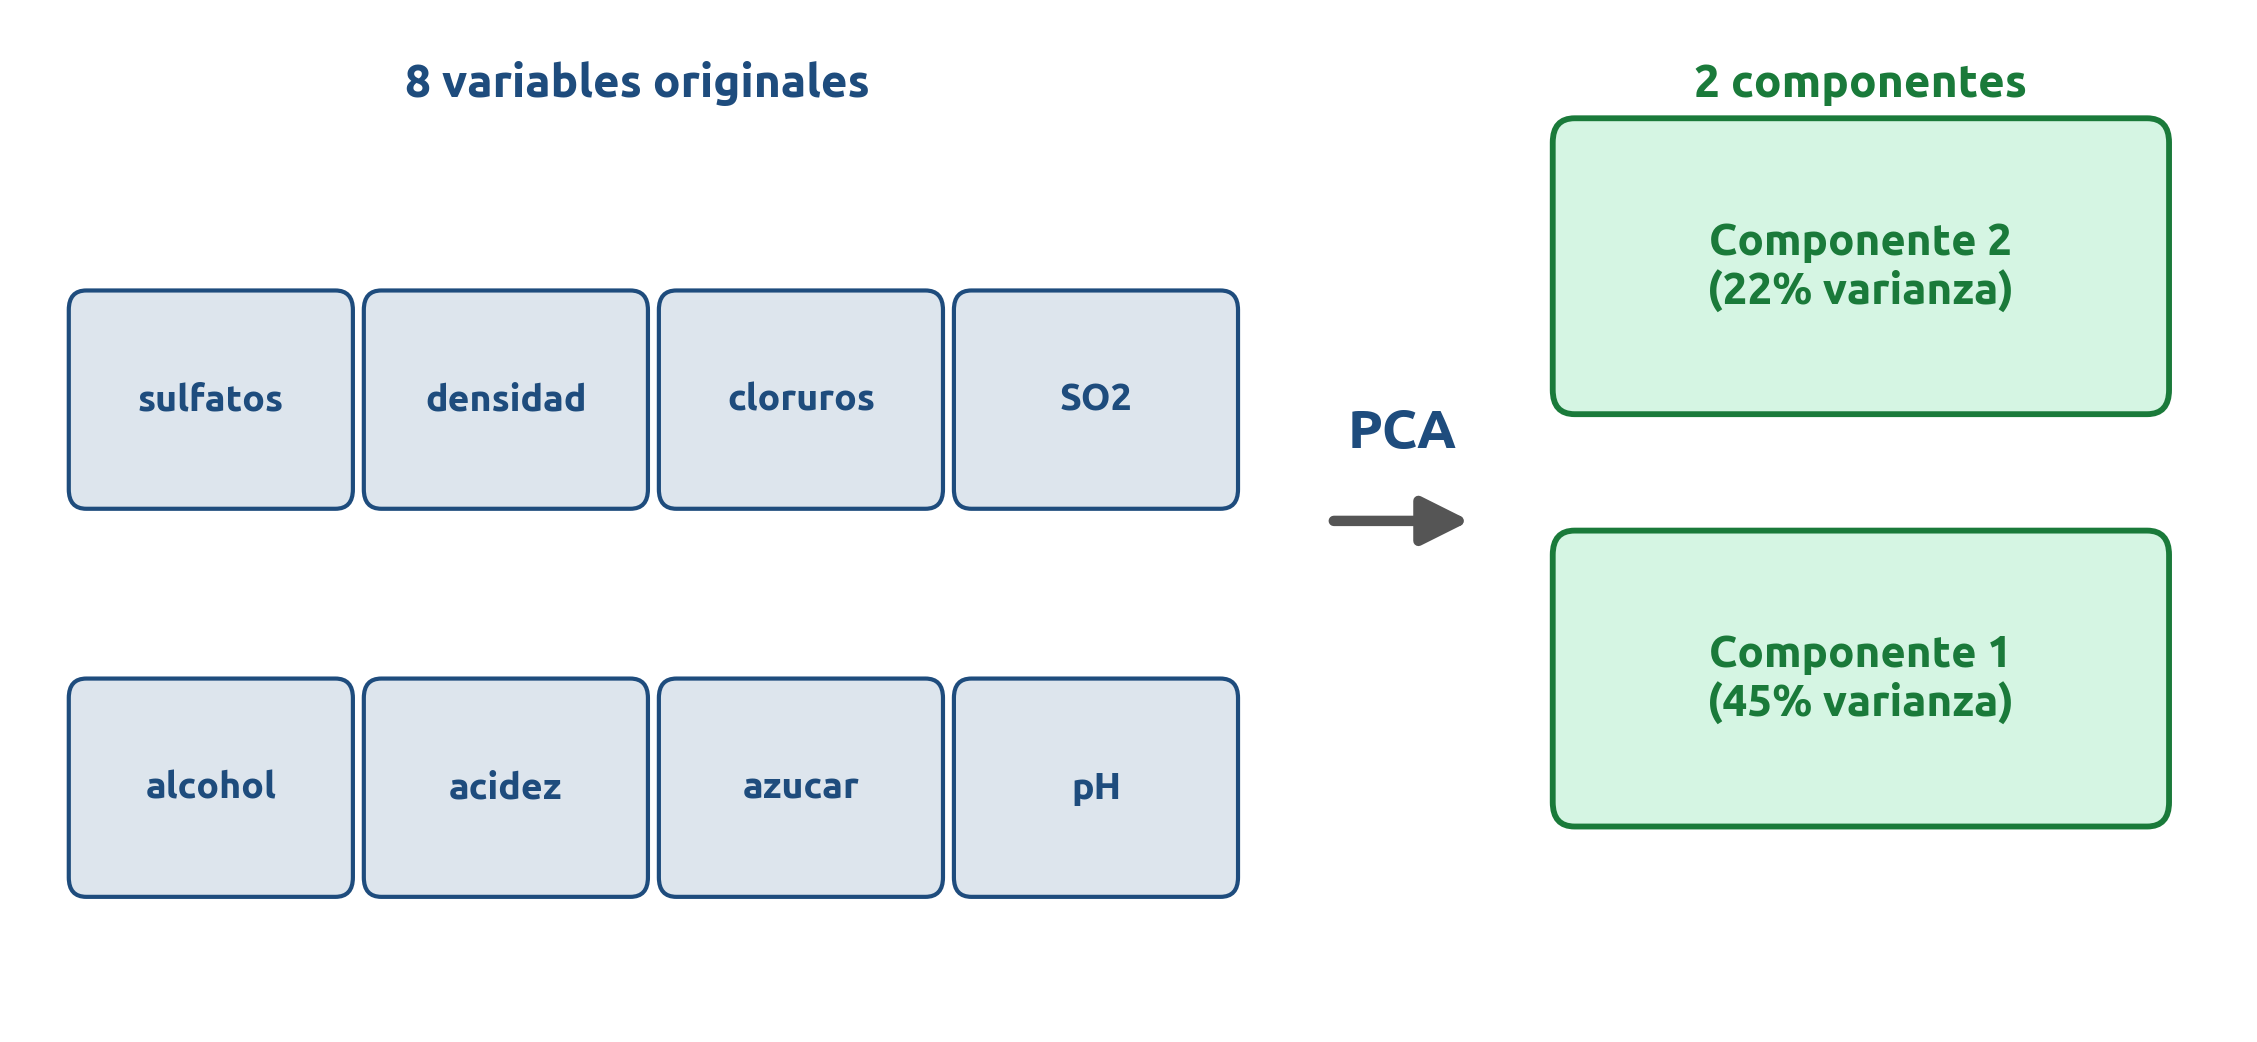 8 variables originales
sulfatos
densidad
cloruros
SO2
alcohol
acidez
azucar
pH
PCA
2 componentes
Componente 2
(22% varianza)
Componente 1
(45% varianza)